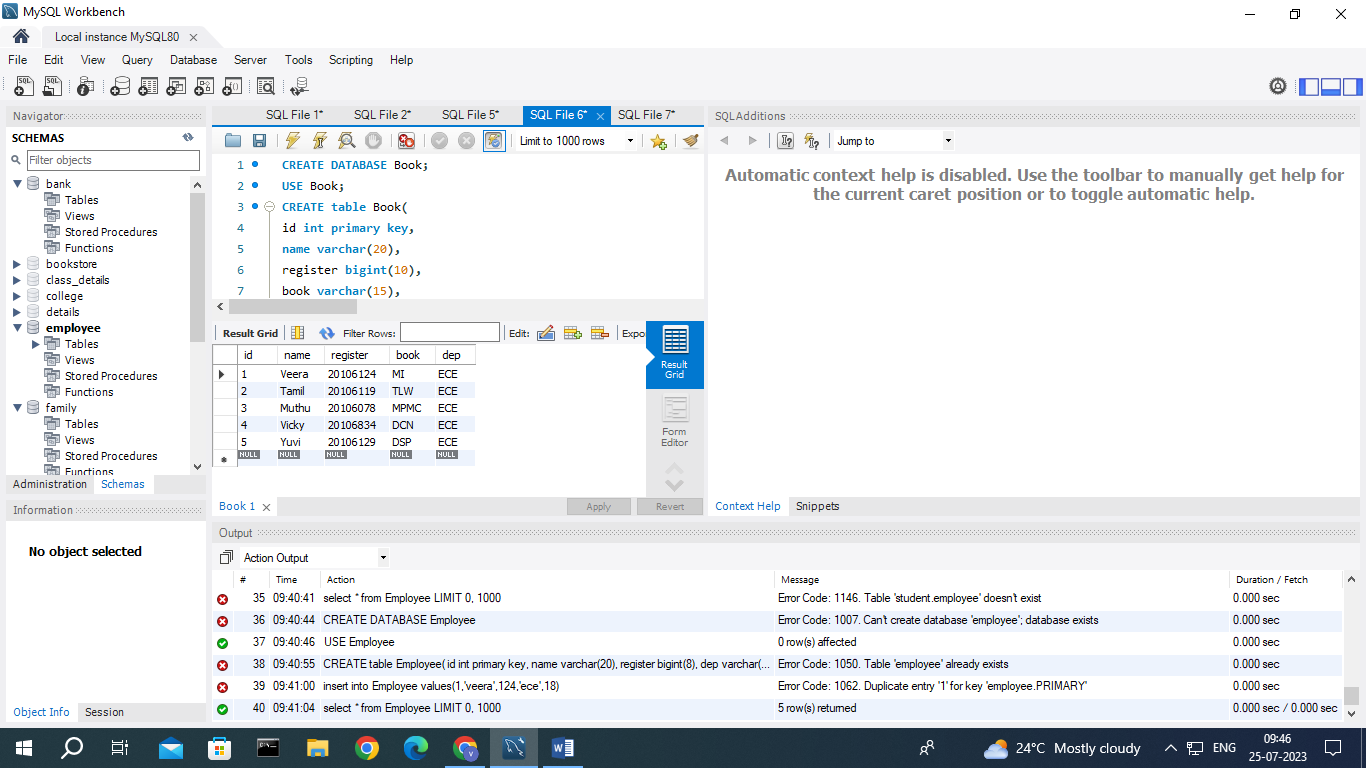 MySQL Workbench
Local instance MySQL80
File Edit View Query Database Server Tools Scripting Help
Navigator
SCHEMAS
Filter objects
bank
Tables
Views
Stored Procedures
Functions
bookstore
class_details
college
details
employee
Tables
Views
Stored Procedures
Functions
family
Tables
Views
Stored Procedures
Functions
Administration Schemas
Information
No object selected
Object Info Session
SQL File 1* SQL File 2* SQL File 5* SQL File 6* SQL File 7*
Limit to 1000 rows
1 CREATE DATABASE Book;
2 USE Book;
3 CREATE table Book(
4 id int primary key,
5 name varchar(20),
6 register bigint(10),
7 book varchar(15),
Result Grid Filter Rows: Edit: Expo
id name register book dep
1 Veera 20106124 MI ECE
2 Tamil 20106119 TLW ECE
3 Muthu 20106078 MPMC ECE
4 Vicky 20106834 DCN ECE
5 Yuvi 20106129 DSP ECE
NULL NULL NULL NULL NULL
Result
Grid
Form
Editor
Book 1 Apply Revert
SQLAdditions
Jump to
Automatic context help is disabled. Use the toolbar to manually get help for
the current caret position or to toggle automatic help.
Context Help Snippets
Output
Action Output
# Time Action Message Duration / Fetch
35 09:40:41 select * from Employee LIMIT 0, 1000 Error Code: 1146. Table 'student.employee' doesn't exist 0.000 sec
36 09:40:44 CREATE DATABASE Employee Error Code: 1007. Can't create database 'employee'; database exists 0.000 sec
37 09:40:46 USE Employee 0 row(s) affected 0.000 sec
38 09:40:55 CREATE table Employee( id int primary key, name varchar(20), register bigint(8), dep varchar(... Error Code: 1050. Table 'employee' already exists 0.000 sec
39 09:41:00 insert into Employee values(1,'veera',124,'ece',18) Error Code: 1062. Duplicate entry '1' for key 'employee.PRIMARY' 0.000 sec
40 09:41:04 select * from Employee LIMIT 0, 1000 5 row(s) returned 0.000 sec / 0.000 sec
24°C Mostly cloudy ENG 09:46
25-07-2023